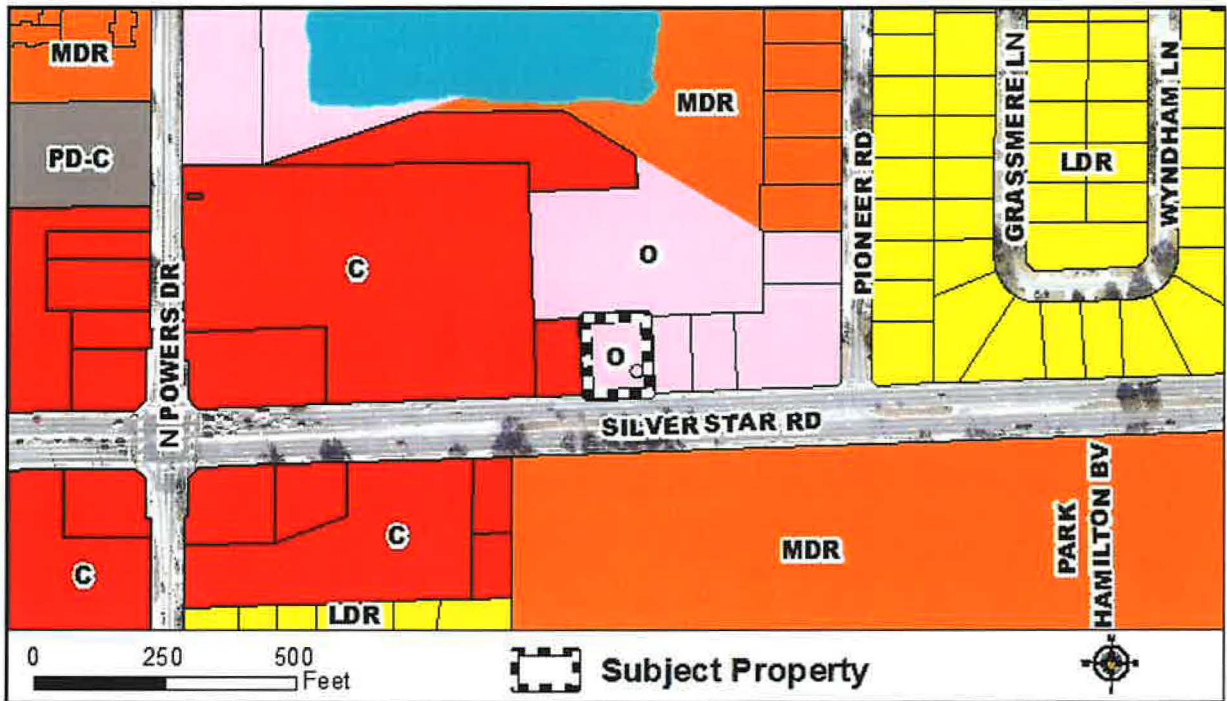 MDR
PD-C
N POWERS DR
C
MDR
O
O
PIONEER RD
GRASSMERE LN
LDR
WYNDHAM LN
SILVER STAR RD
C
C
LDR
MDR
PARK
HAMILTON BV
0 250 500
Feet
Subject Property